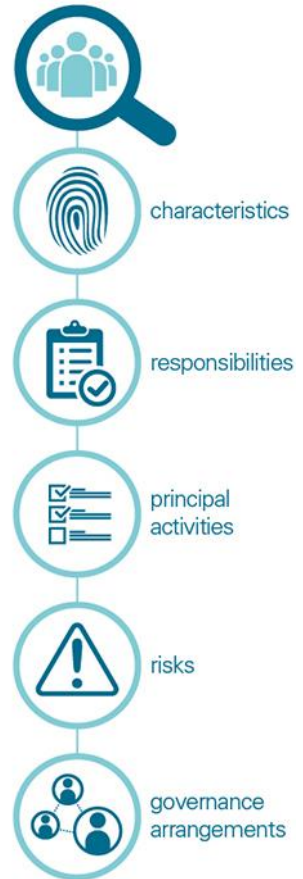 characteristics
responsibilities
principal
activities
risks
governance
arrangements